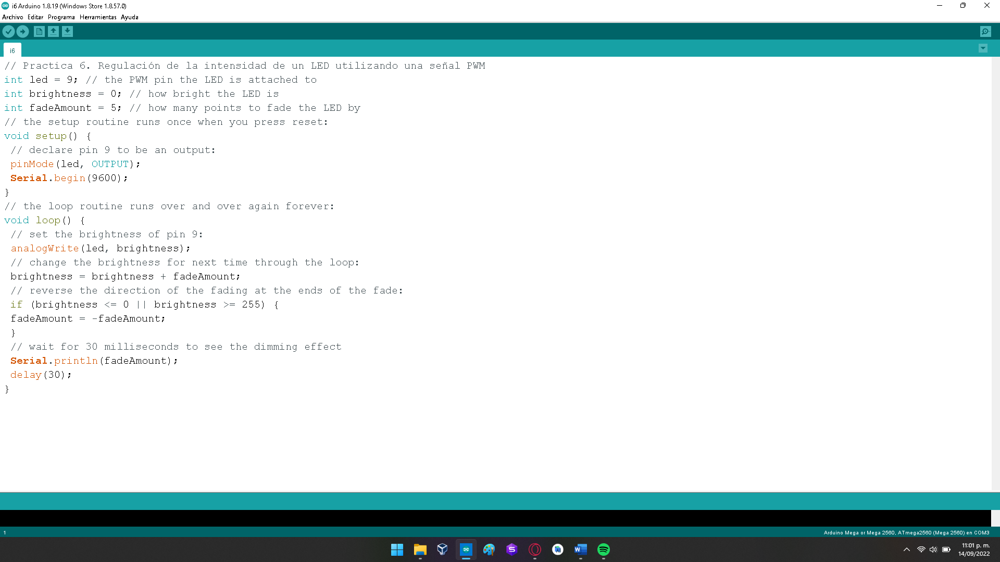 i6 Arduino 1.8.19 (Windows Store 1.8.57.0)
Archivo Editar Programa Herramientas Ayuda
i6
// Practica 6. Regulación de la intensidad de un LED utilizando una señal PWM
int led = 9; // the PWM pin the LED is attached to
int brightness = 0; // how bright the LED is
int fadeAmount = 5; // how many points to fade the LED by
// the setup routine runs once when you press reset:
void setup() {
// declare pin 9 to be an output:
pinMode(led, OUTPUT);
Serial.begin(9600);
}
// the loop routine runs over and over again forever:
void loop() {
// set the brightness of pin 9:
analogWrite(led, brightness);
// change the brightness for next time through the loop:
brightness = brightness + fadeAmount;
// reverse the direction of the fading at the ends of the fade:
if (brightness <= 0 || brightness >= 255) {
fadeAmount = -fadeAmount;
}
// wait for 30 milliseconds to see the dimming effect
Serial.println(fadeAmount);
delay(30);
}
1
Arduino Mega or Mega 2560, ATmega2560 (Mega 2560) en COM3
11:01 p. m.
14/09/2022